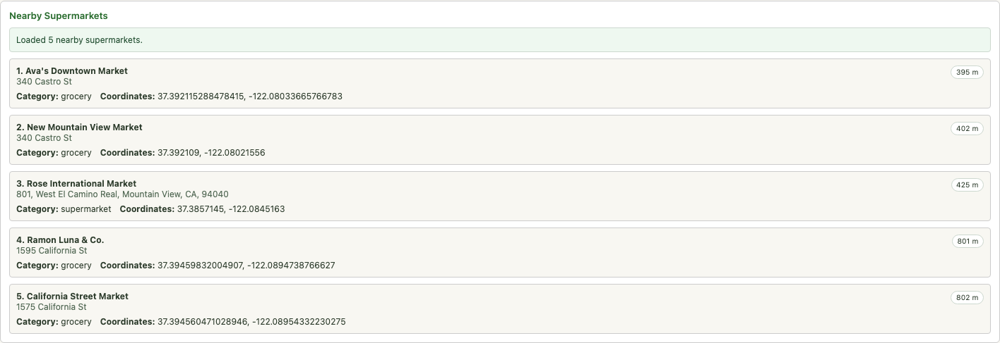 Nearby Supermarkets
Loaded 5 nearby supermarkets.
1. Ava's Downtown Market
395 m
340 Castro St
Category: grocery Coordinates: 37.392115288478415, -122.08033665766783
2. New Mountain View Market
402 m
340 Castro St
Category: grocery Coordinates: 37.392109, -122.08021556
3. Rose International Market
425 m
801, West El Camino Real, Mountain View, CA, 94040
Category: supermarket Coordinates: 37.3857145, -122.0845163
4. Ramon Luna & Co.
801 m
1595 California St
Category: grocery Coordinates: 37.39459832004907, -122.0894738766627
5. California Street Market
802 m
1575 California St
Category: grocery Coordinates: 37.394560471028946, -122.08954332230275